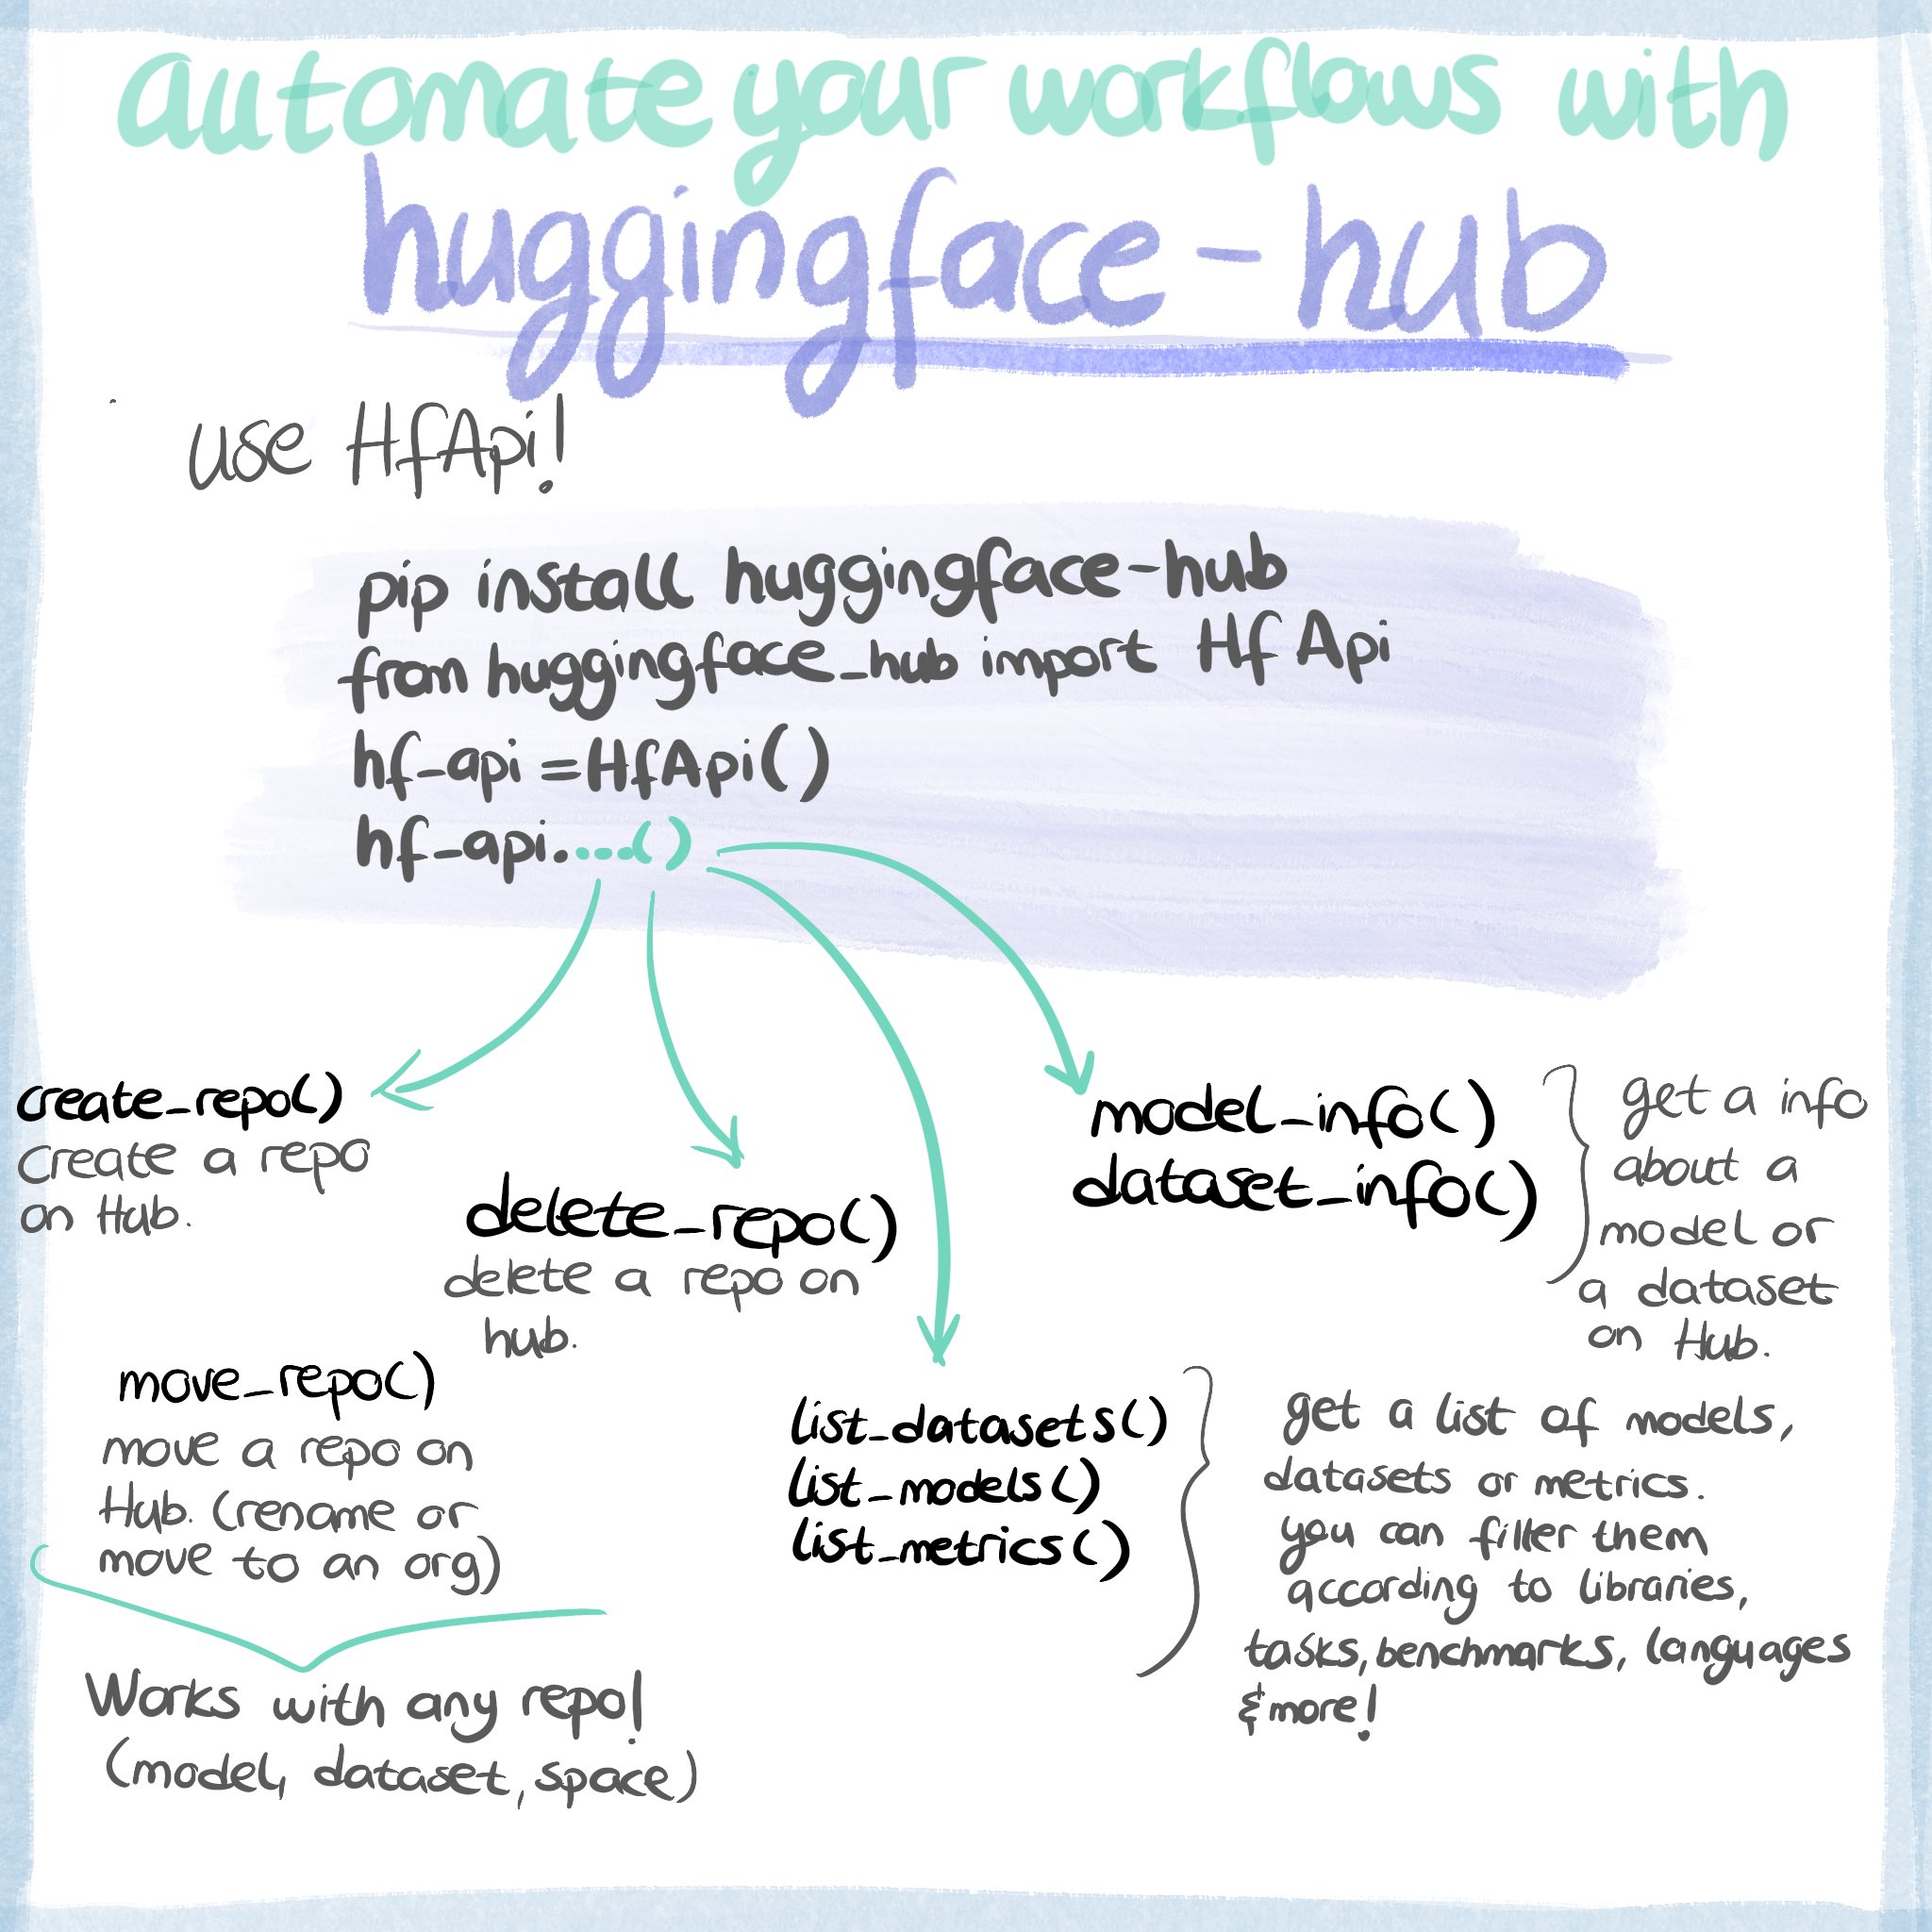 automate your workflows with
huggingface-hub
use HfApi!
pip install huggingface-hub
from huggingface_hub import HfApi
hf_api = HfApi()
hf_api....()
create_repo()
Create a repo
on Hub.
delete_repo()
delete a repo on
hub.
move_repo()
move a repo on
Hub. (rename or
move to an org)
Works with any repo!
(model, dataset, space)
model_info()
dataset_info()
get a info
about a
model or
a dataset
on Hub.
list_datasets()
list_models()
list_metrics()
get a list of models,
datasets or metrics.
you can filter them
according to libraries,
tasks, benchmarks, languages
& more!